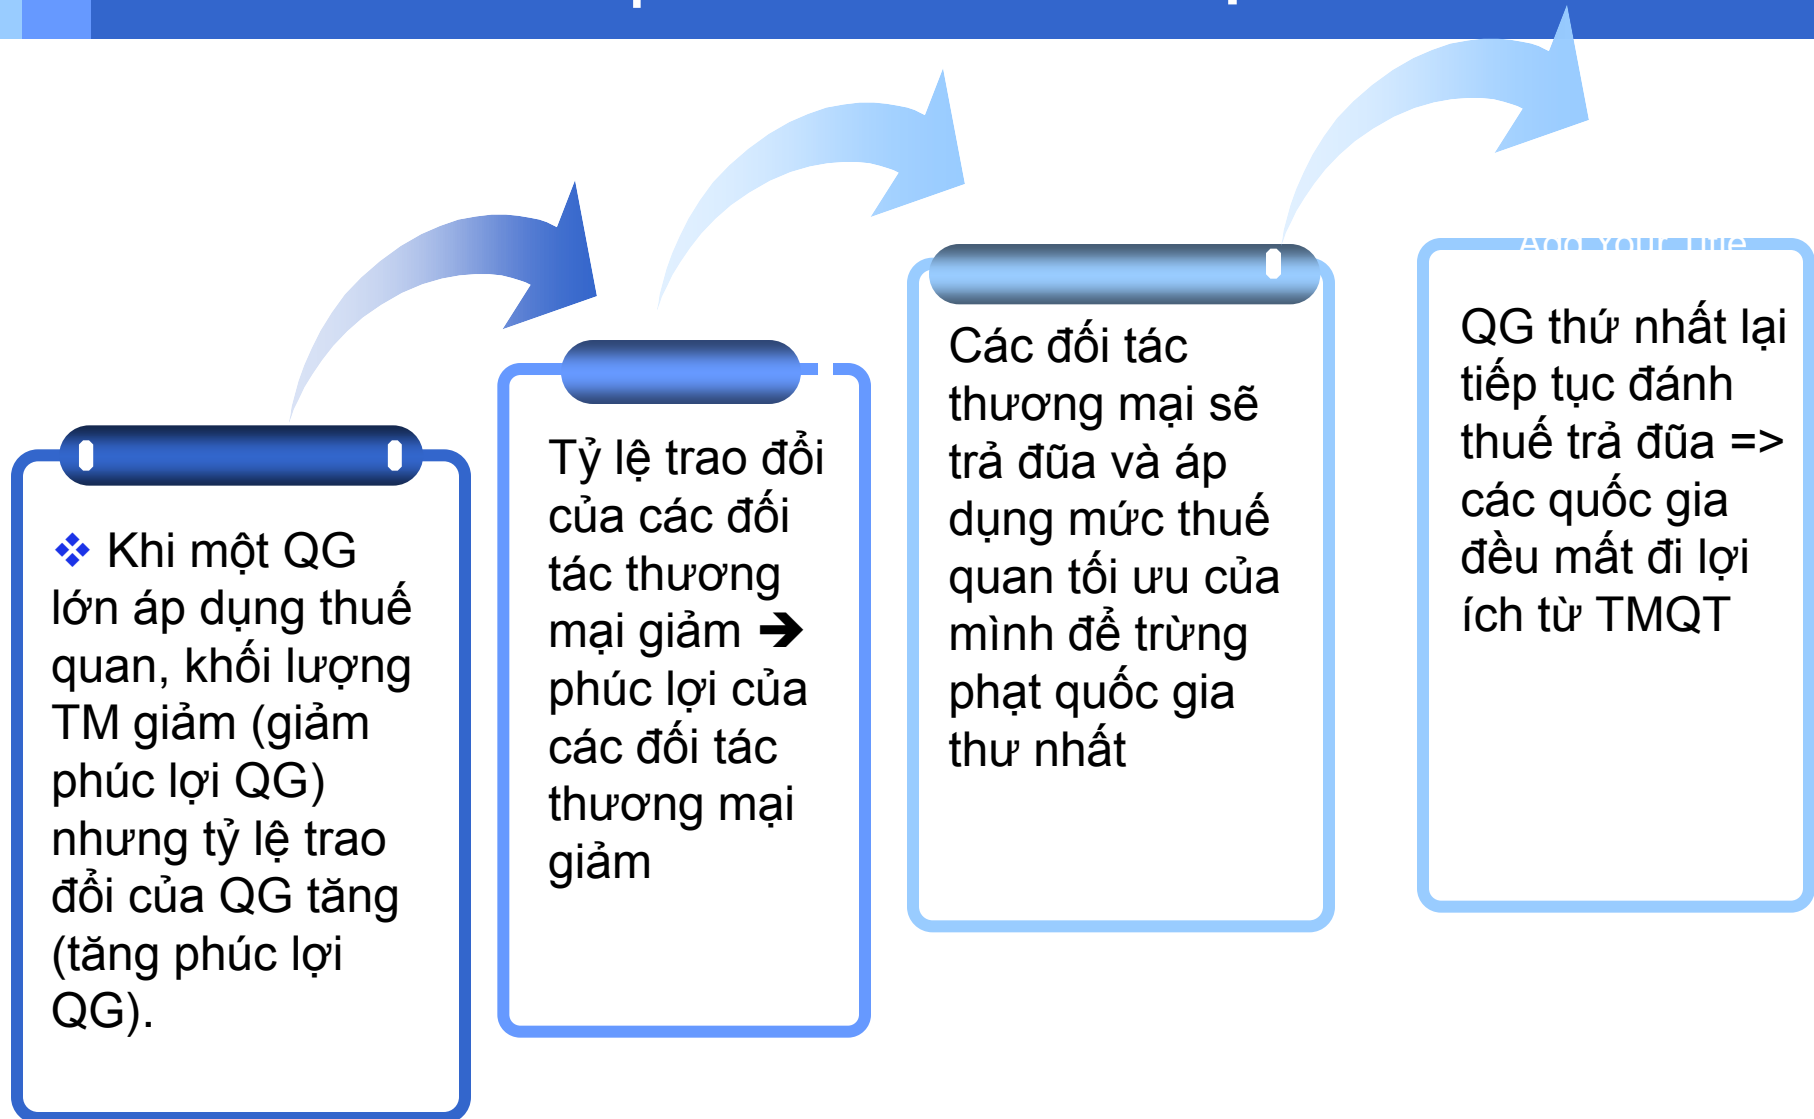 Add Your Title
❖ Khi một QG
lớn áp dụng thuế
quan, khối lượng
TM giảm (giảm
phúc lợi QG)
nhưng tỷ lệ trao
đổi của QG tăng
(tăng phúc lợi
QG).
Tỷ lệ trao đổi
của các đối
tác thương
mại giảm ➔
phúc lợi của
các đối tác
thương mại
giảm
Các đối tác
thương mại sẽ
trả đũa và áp
dụng mức thuế
quan tối ưu của
mình để trừng
phạt quốc gia
thư nhất
QG thứ nhất lại
tiếp tục đánh
thuế trả đũa =>
các quốc gia
đều mất đi lợi
ích từ TMQT